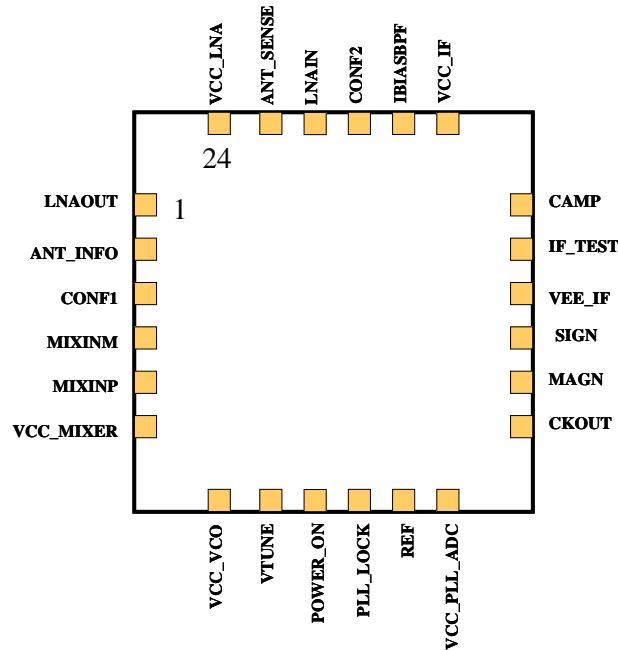 VCC_LNA
ANT_SENSE
LNAIN
CONF2
IBIASBPF
VCC_IF
24
1
LNAOUT
ANT_INFO
CONF1
MIXINM
MIXINP
VCC_MIXER
CAMP
IF_TEST
VEE_IF
SIGN
MAGN
CKOUT
VCC_VCO
VTUNE
POWER_ON
PLL_LOCK
REF
VCC_PLL_ADC